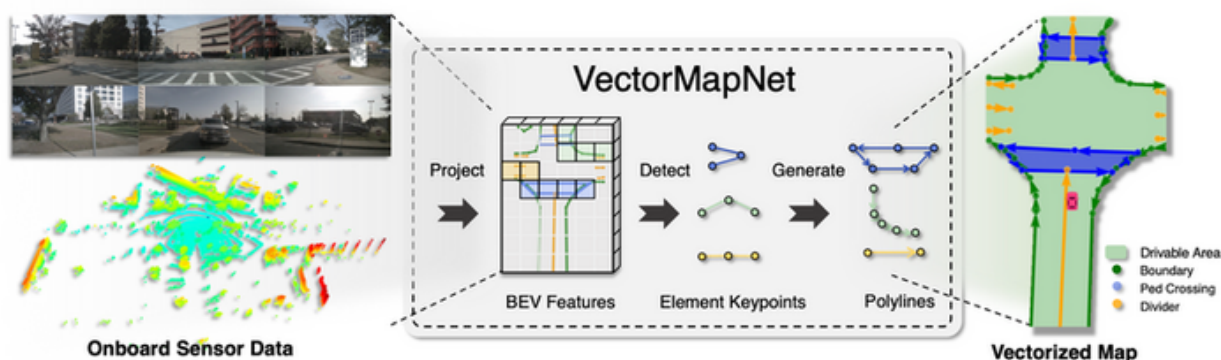 VectorMapNet
Project
Detect
Generate
BEV Features
Element Keypoints
Polylines
Onboard Sensor Data
Drivable Area
Boundary
Ped Crossing
Divider
Vectorized Map